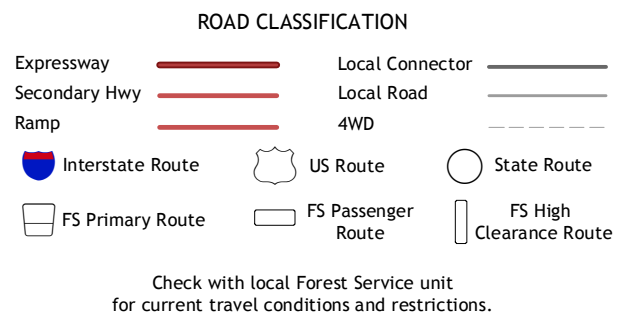 ROAD CLASSIFICATION
Expressway
Local Connector
Secondary Hwy
Local Road
Ramp
4WD
Interstate Route
US Route
State Route
FS Primary Route
FS Passenger
Route
FS High
Clearance Route
Check with local Forest Service unit
for current travel conditions and restrictions.